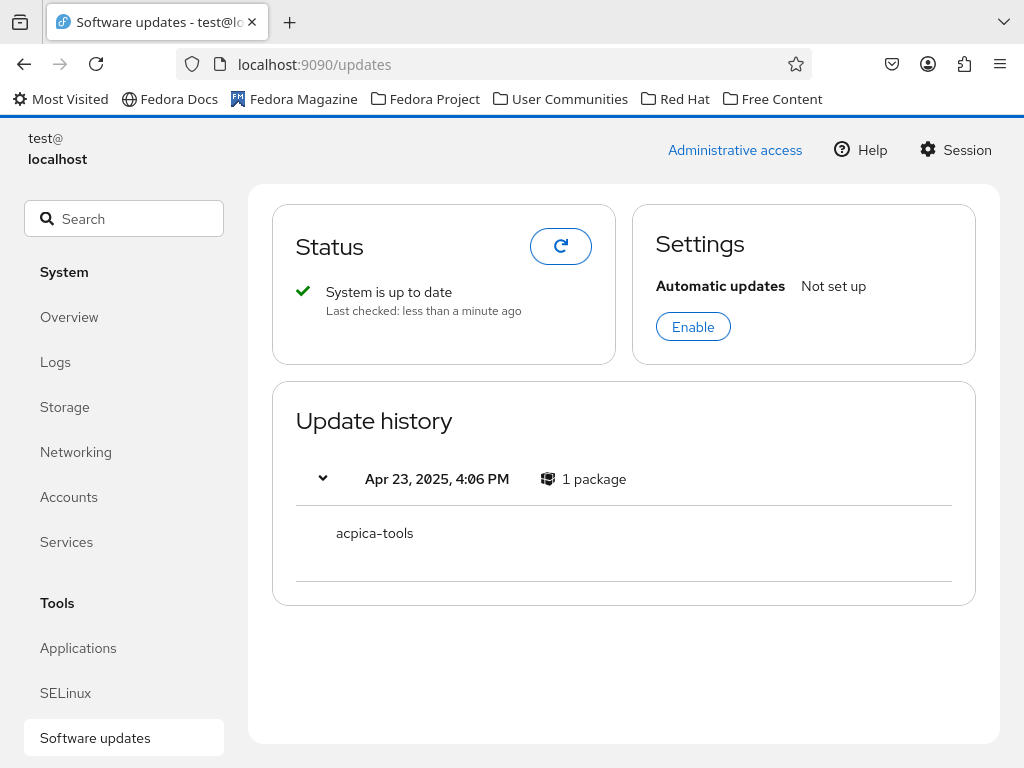 Software updates - test@lo
localhost:9090/updates
Most Visited
Fedora Docs
FM
Fedora Magazine
Fedora Project
User Communities
Red Hat
Free Content
test@
localhost
Administrative access
Help
Session
Search
System
Overview
Logs
Storage
Networking
Accounts
Services
Tools
Applications
SELinux
Software updates
Status
System is up to date
Last checked: less than a minute ago
Settings
Automatic updates Not set up
Enable
Update history
Apr 23, 2025, 4:06 PM 1 package
acpica-tools